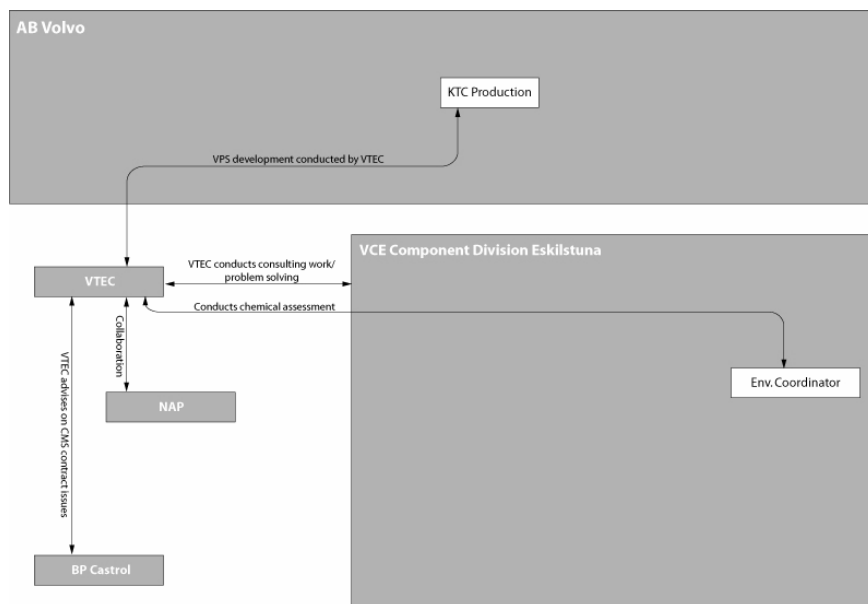 AB Volvo
KTC Production
VPS development conducted by VTEC
VCE Component Division Eskilstuna
VTEC conducts consulting work/
problem solving
VTEC
Conducts chemical assessment
Collaboration
VTEC advises on CMS contract issues
Env. Coordinator
NAP
BP Castrol